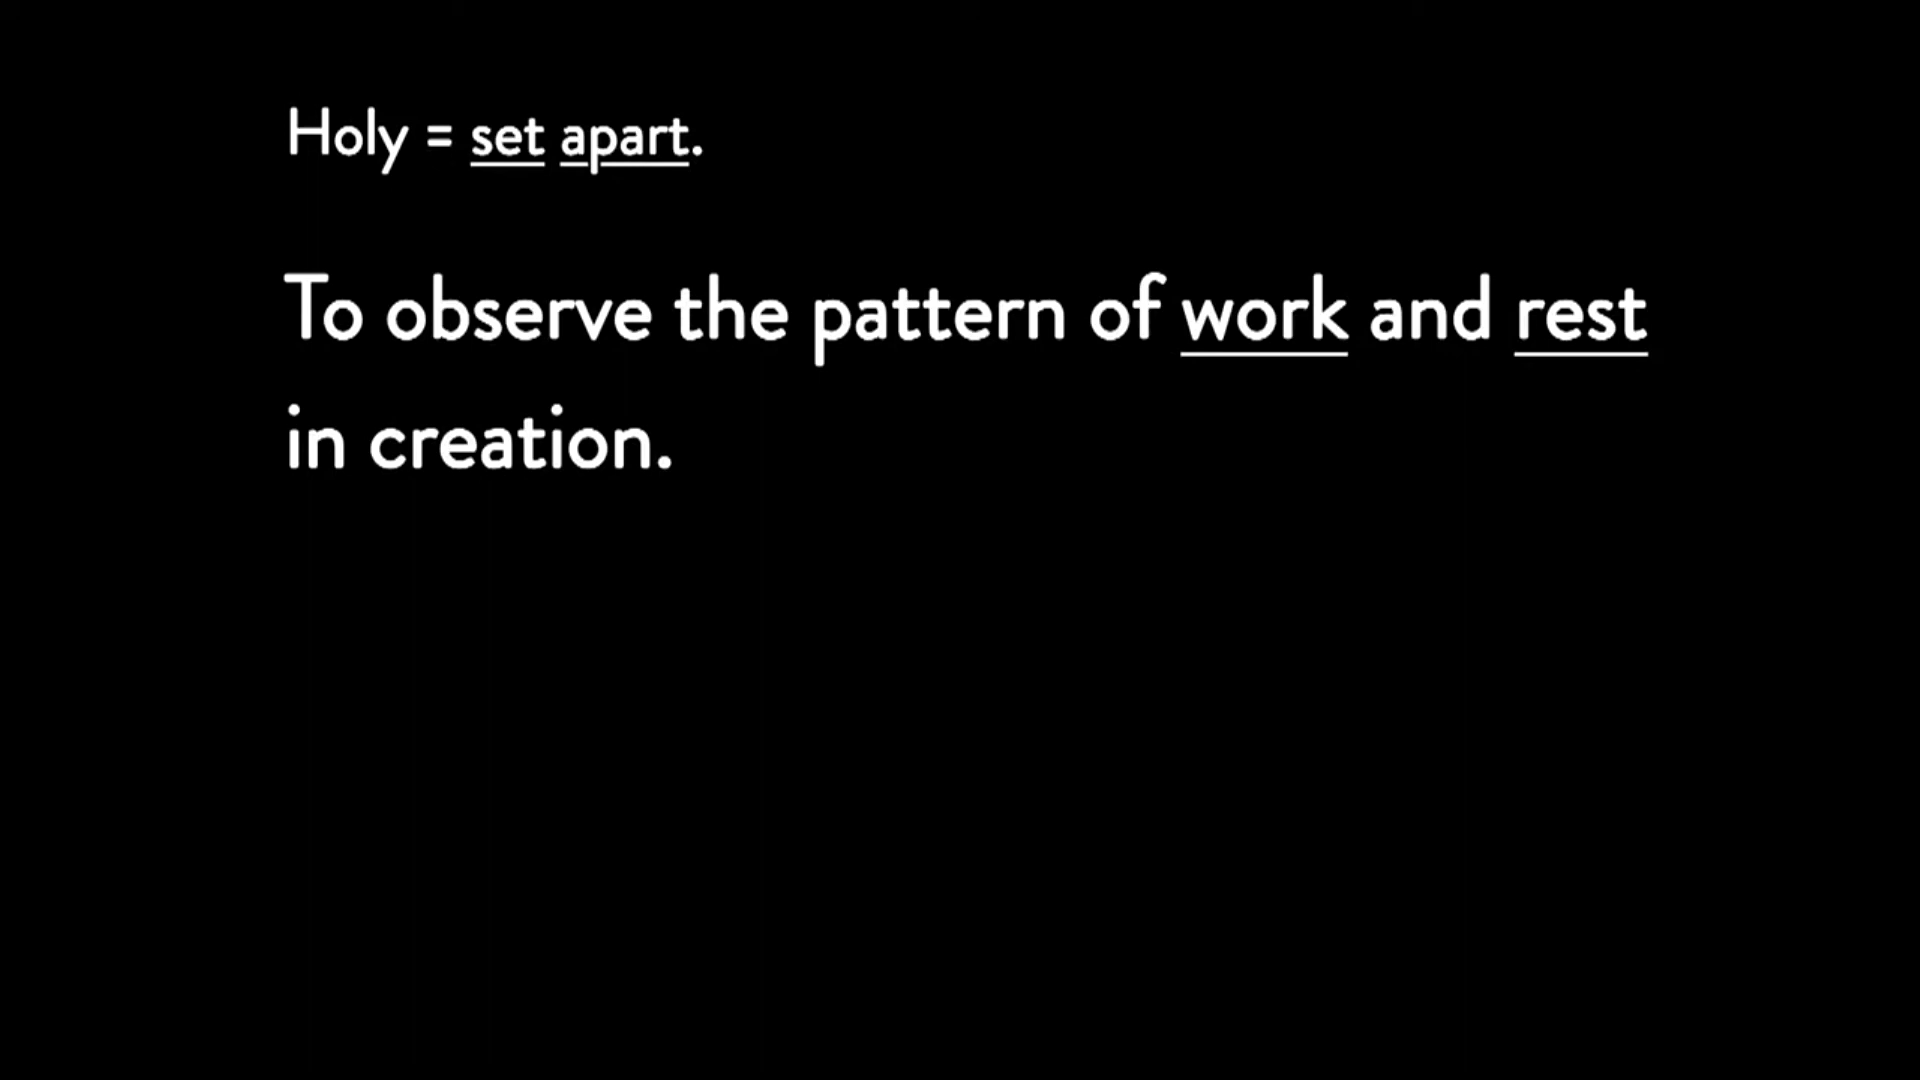 Holy = set apart.
To observe the pattern of work and rest
in creation.